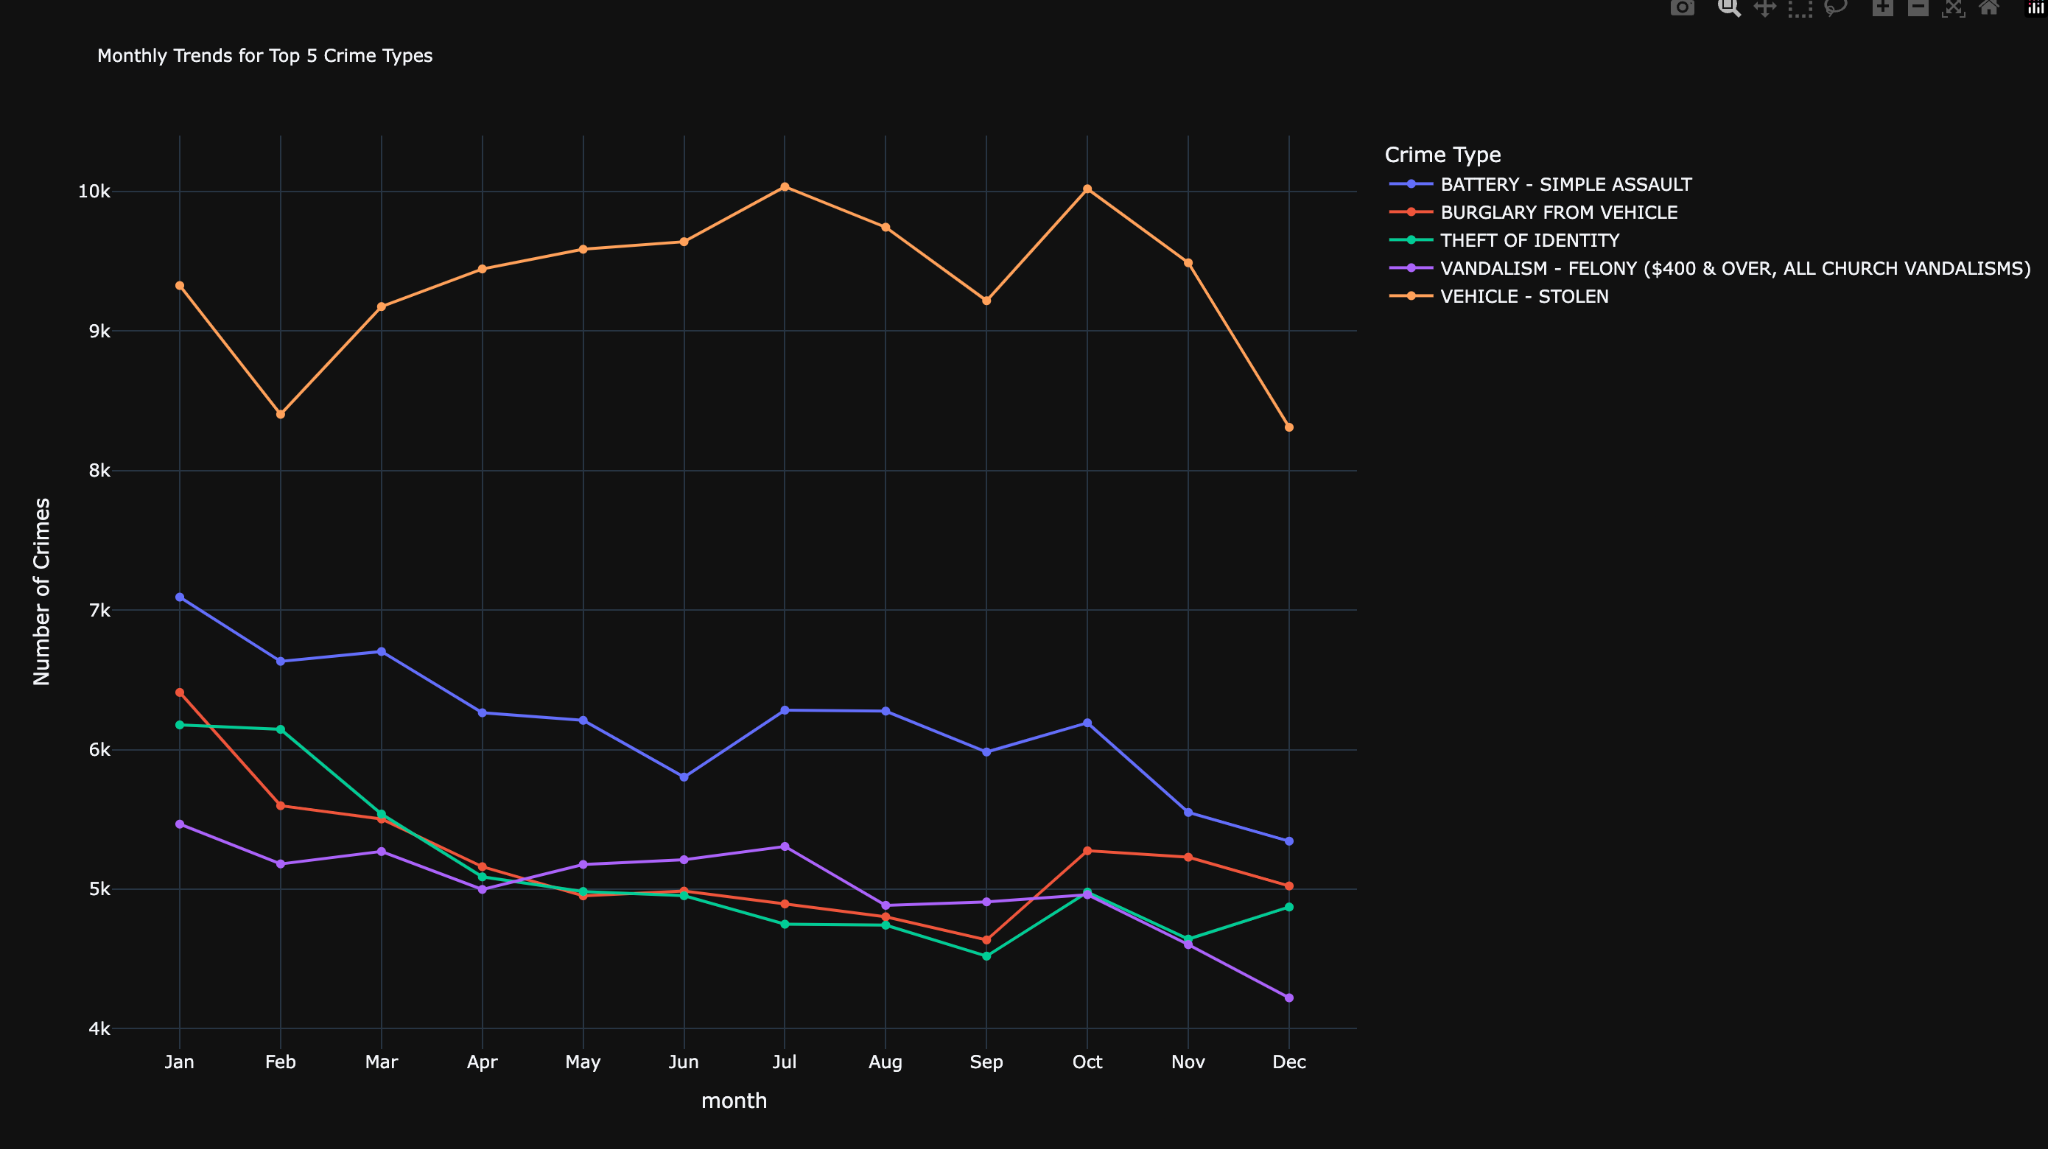 Monthly Trends for Top 5 Crime Types
Crime Type
BATTERY - SIMPLE ASSAULT
BURGLARY FROM VEHICLE
THEFT OF IDENTITY
VANDALISM - FELONY ($400 & OVER, ALL CHURCH VANDALISMS)
VEHICLE - STOLEN
Number of Crimes
10k
9k
8k
7k
6k
5k
4k
Jan Feb Mar Apr May Jun Jul Aug Sep Oct Nov Dec
month